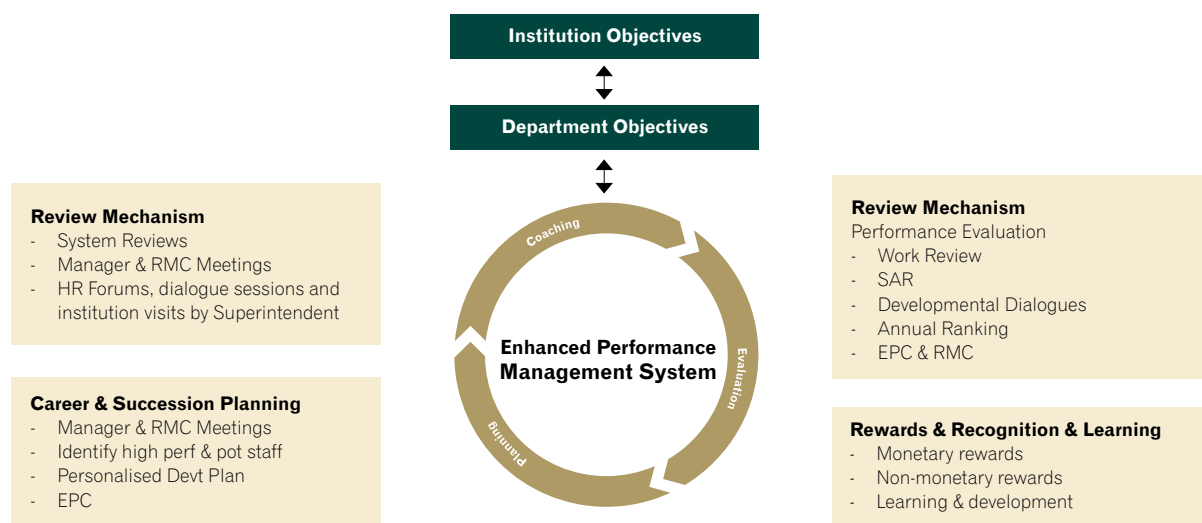 Institution Objectives
Department Objectives
Review Mechanism
- System Reviews
- Manager & RMC Meetings
- HR Forums, dialogue sessions and
institution visits by Superintendent
Career & Succession Planning
- Manager & RMC Meetings
- Identify high perf & pot staff
- Personalised Devt Plan
- EPC
Coaching
Evaluation
Planning
Enhanced Performance
Management System
Review Mechanism
Performance Evaluation
- Work Review
- SAR
- Developmental Dialogues
- Annual Ranking
- EPC & RMC
Rewards & Recognition & Learning
- Monetary rewards
- Non-monetary rewards
- Learning & development